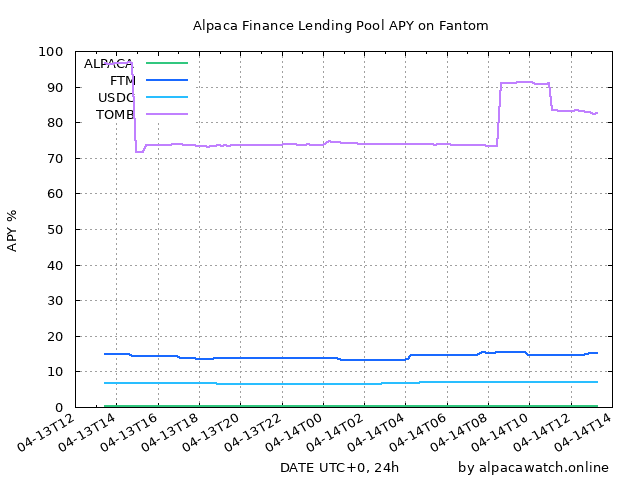 Alpaca Finance Lending Pool APY on Fantom
100
90
80
70
60
50
40
30
20
10
0
APY %
ALPACA
FTM
USDC
TOMB
04-13T12
04-13T14
04-13T16
04-13T18
04-13T20
04-13T22
04-14T00
04-14T02
04-14T04
04-14T06
04-14T08
04-14T10
04-14T12
04-14T14
DATE UTC+0, 24h
by alpacawatch.online